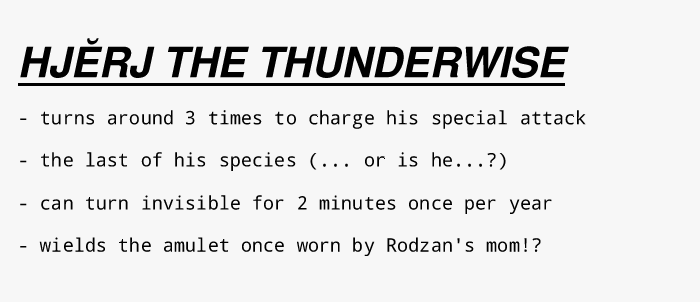 HJĔRJ THE THUNDERWISE
- turns around 3 times to charge his special attack
- the last of his species (... or is he...?)
- can turn invisible for 2 minutes once per year
- wields the amulet once worn by Rodzan's mom!?